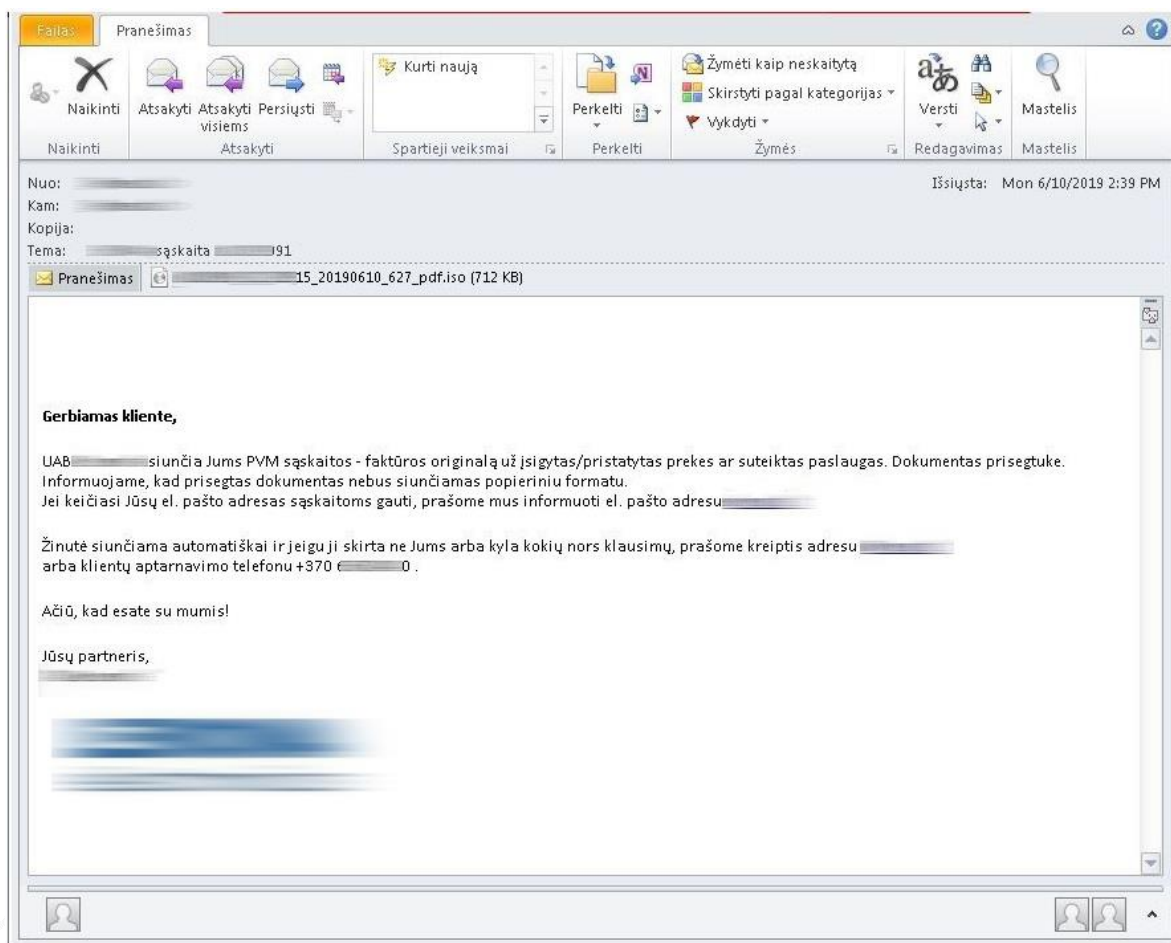 Failas Pranešimas
Naikinti
Atsakyti Atsakyti visiems Persiųsti
Kurti naują
Perkelti
Žymėti kaip neskaitytą
Skirstyti pagal kategorijas
Vykdyti
Versti
Mastelis
Naikinti Atsakyti Spartieji veiksmai Perkelti Žymės Redagavimas Mastelis
Nuo:
Išsiųsta: Mon 6/10/2019 2:39 PM
Kam:
Kopija:
Tema: sąskaita 91
Pranešimas 15_20190610_627_pdf.iso (712 KB)
Gerbiamas kliente,
UAB siunčia Jums PVM sąskaitos - faktūros originalą už įsigytas/pristatytas prekes ar suteiktas paslaugas. Dokumentas prisegtuke.
Informuojame, kad prisegtas dokumentas nebus siunčiamas popieriniu formatu.
Jei keičiasi Jūsų el. pašto adresas sąskaitoms gauti, prašome mus informuoti el. pašto adresu
Žinutė siunčiama automatiškai ir jeigu ji skirta ne Jums arba kyla kokių nors klausimų, prašome kreiptis adresu
arba klientų aptarnavimo telefonu +370 6 0 .
Ačiū, kad esate su mumis!
Jūsų partneris,